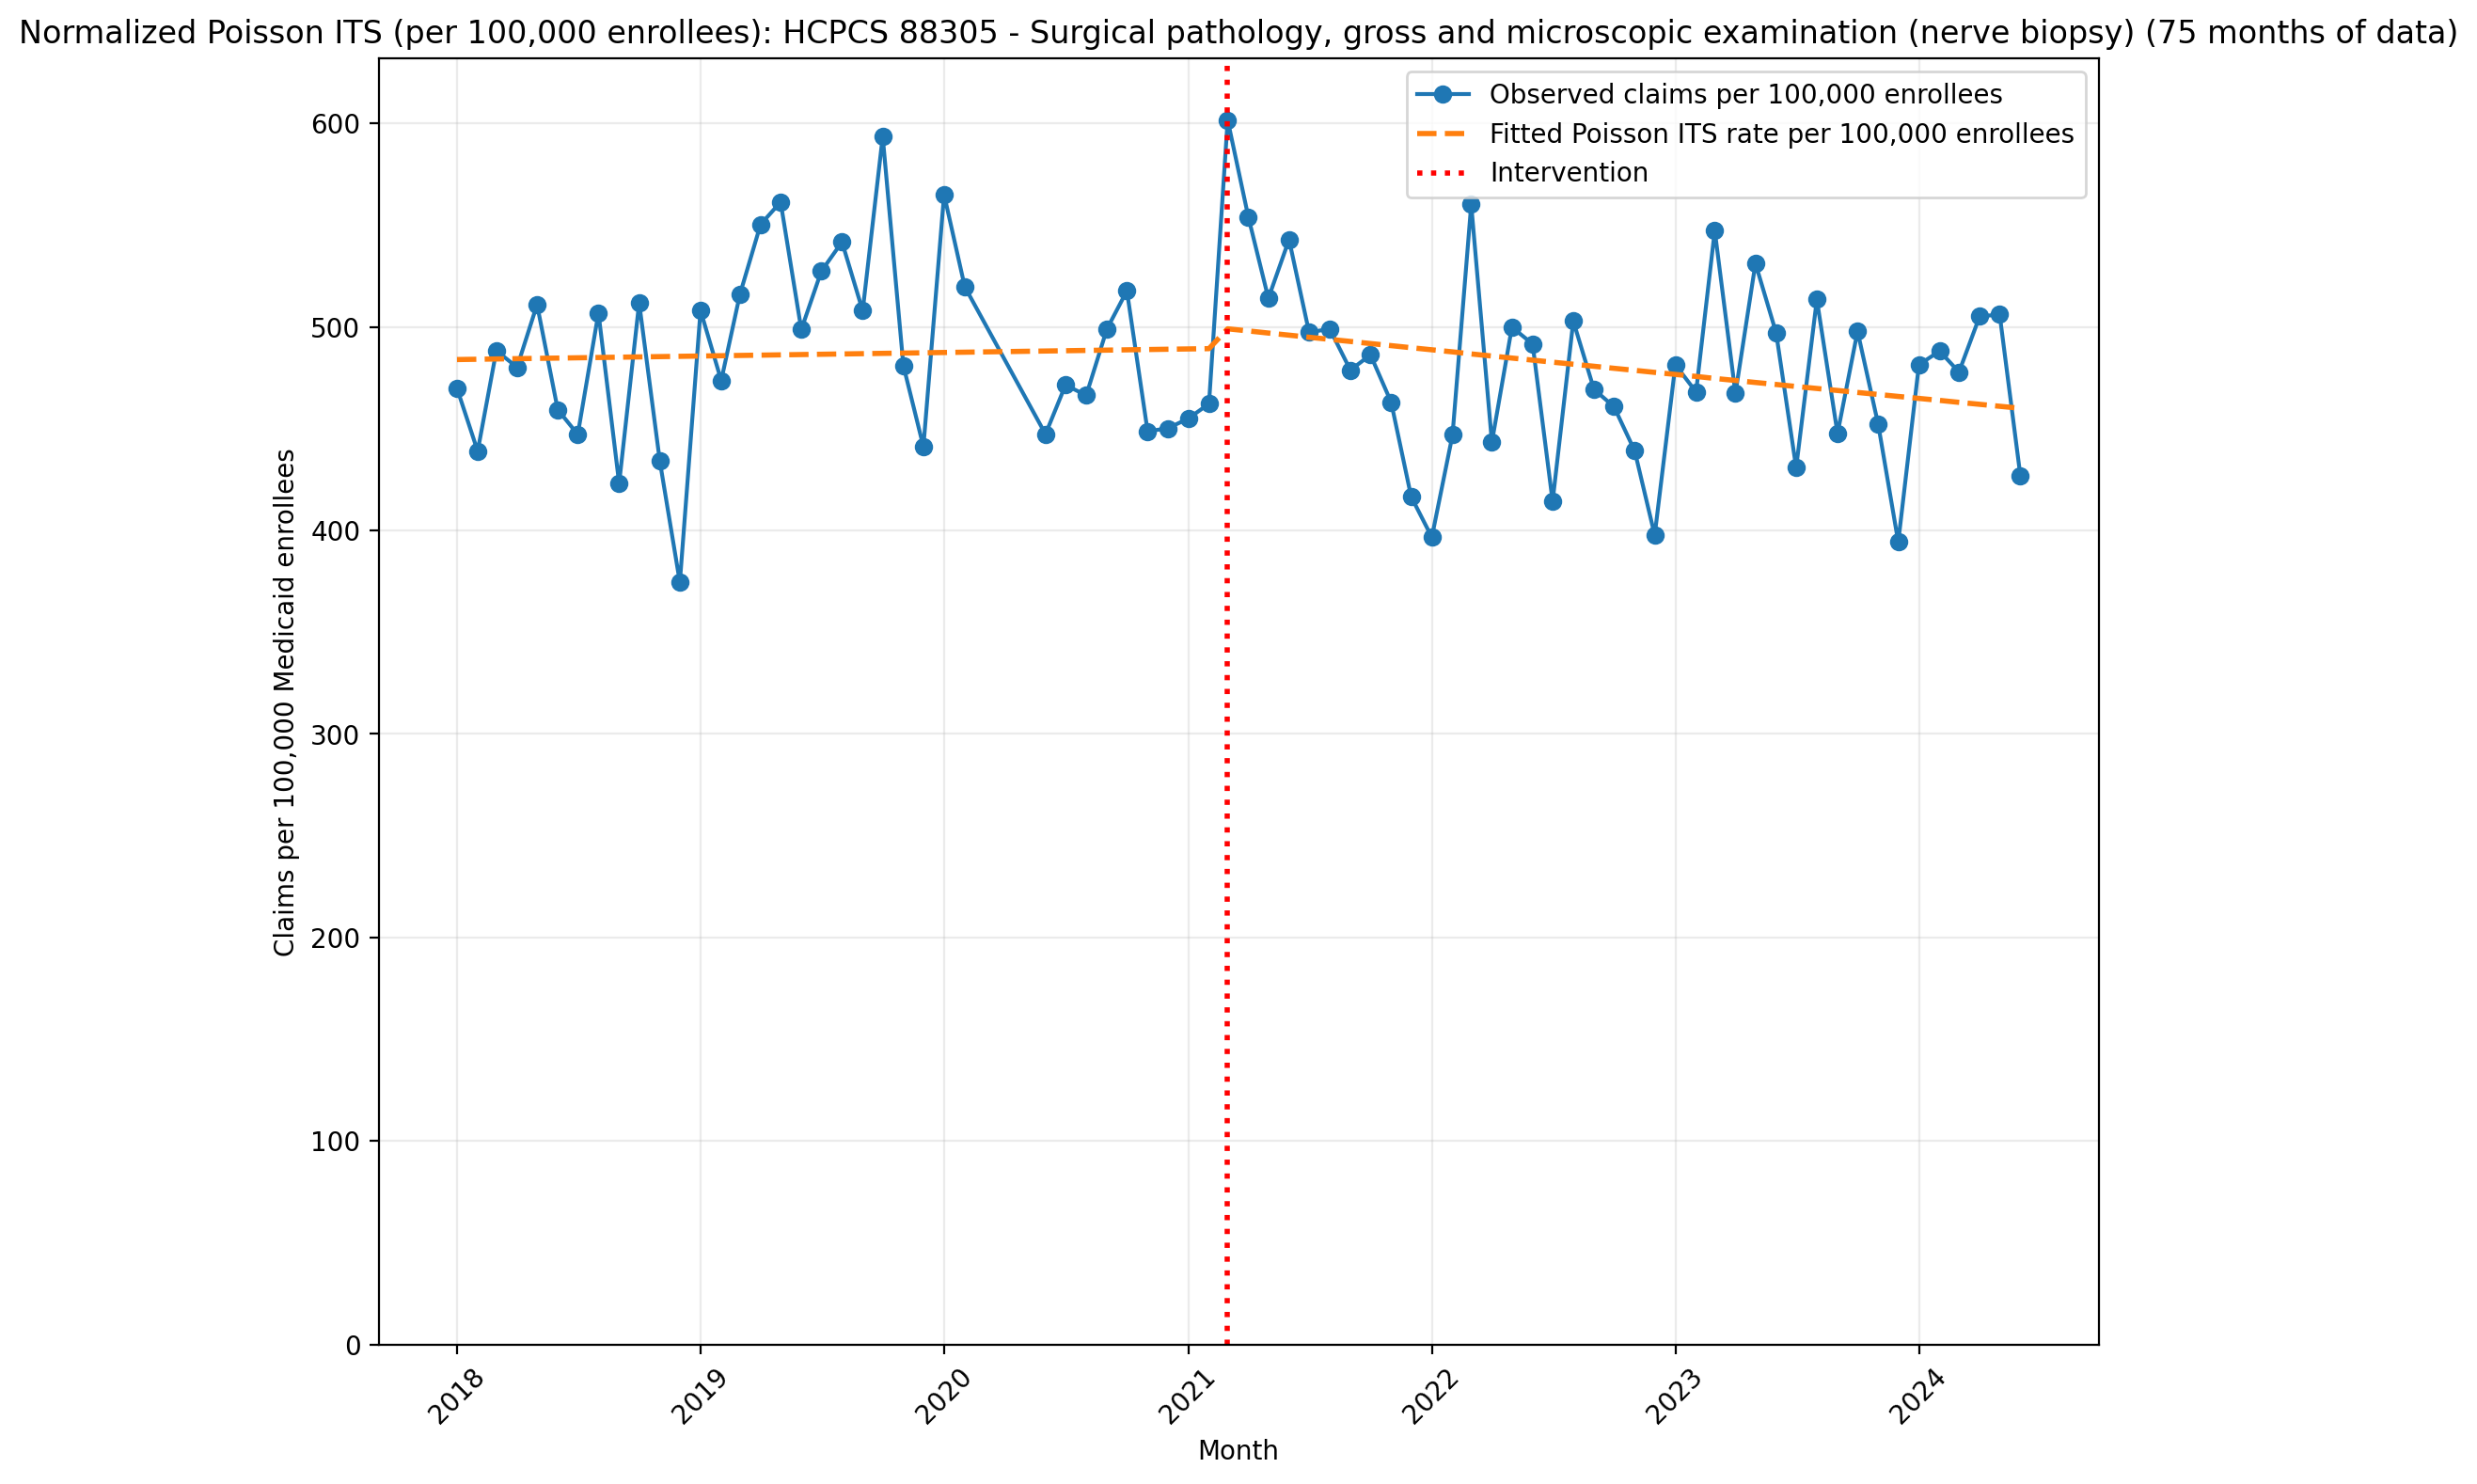 Normalized Poisson ITS (per 100,000 enrollees): HCPCS 88305 - Surgical pathology, gross and microscopic examination (nerve biopsy) (75 months of data)
Observed claims per 100,000 enrollees
Fitted Poisson ITS rate per 100,000 enrollees
Intervention
Claims per 100,000 Medicaid enrollees
600
500
400
300
200
100
0
2018
2019
2020
2021
2022
2023
2024
Month